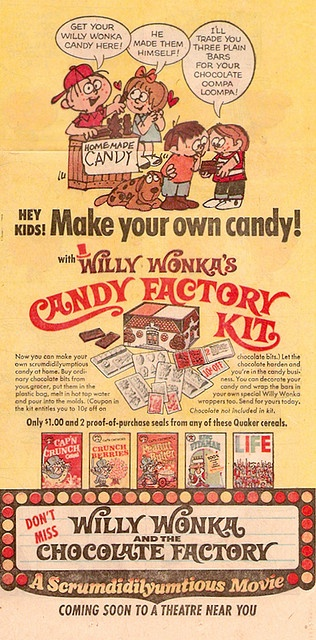 GET YOUR
WILLY WONKA
CANDY HERE!
HE
MADE THEM
HIMSELF!
I'LL
TRADE YOU
THREE PLAIN
BARS
FOR YOUR
CHOCOLATE
OOMPA
LOOMPA!
HOMEMADE
CANDY
HEY
KIDS! Make your own candy!
with WILLY WONKA'S
CANDY FACTORY
KIT
Now you can make your
own scrumdidilyumptious
candy at home. Buy ordi-
nary chocolate bits from
your grocer, put them in the
plastic bag, melt in hot tap water
and pour into the molds. (Coupon in
the kit entitles you to 10¢ off on
chocolate bits.) Let the
chocolate harden and
you're in the candy busi-
ness. You can decorate your
candy and wrap the bars in
your own special Willy Wonka
wrappers too. Send for yours today.
Chocolate not included in kit.
10¢ OFF
Only $1.00 and 2 proof-of-purchase seals from any of these Quaker cereals.
CAP'N
CRUNCH
CRUNCH
BERRIES
Peanut
Butter
LIFE
DON'T
MISS
WILLY WONKA
AND THE
CHOCOLATE FACTORY
A Scrumdidilyumtious Movie
COMING SOON TO A THEATRE NEAR YOU